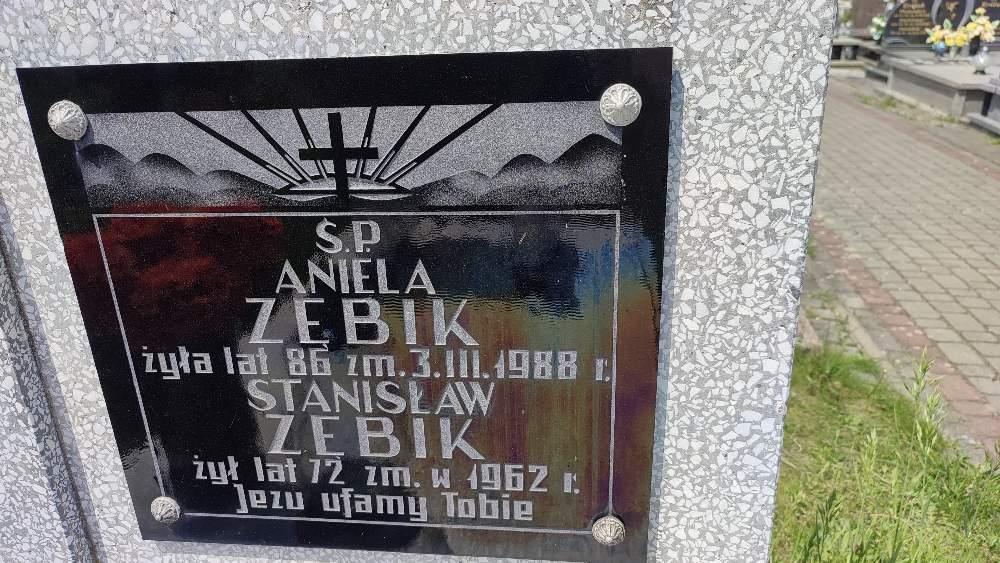 Ś.P.
ANIELA
ZĘBIK
żyła lat 86 zm. 3.III.1988 r.
STANISŁAW
ZĘBIK
żył lat 72 zm. w 1962 r.
Jezu ufamy Tobie